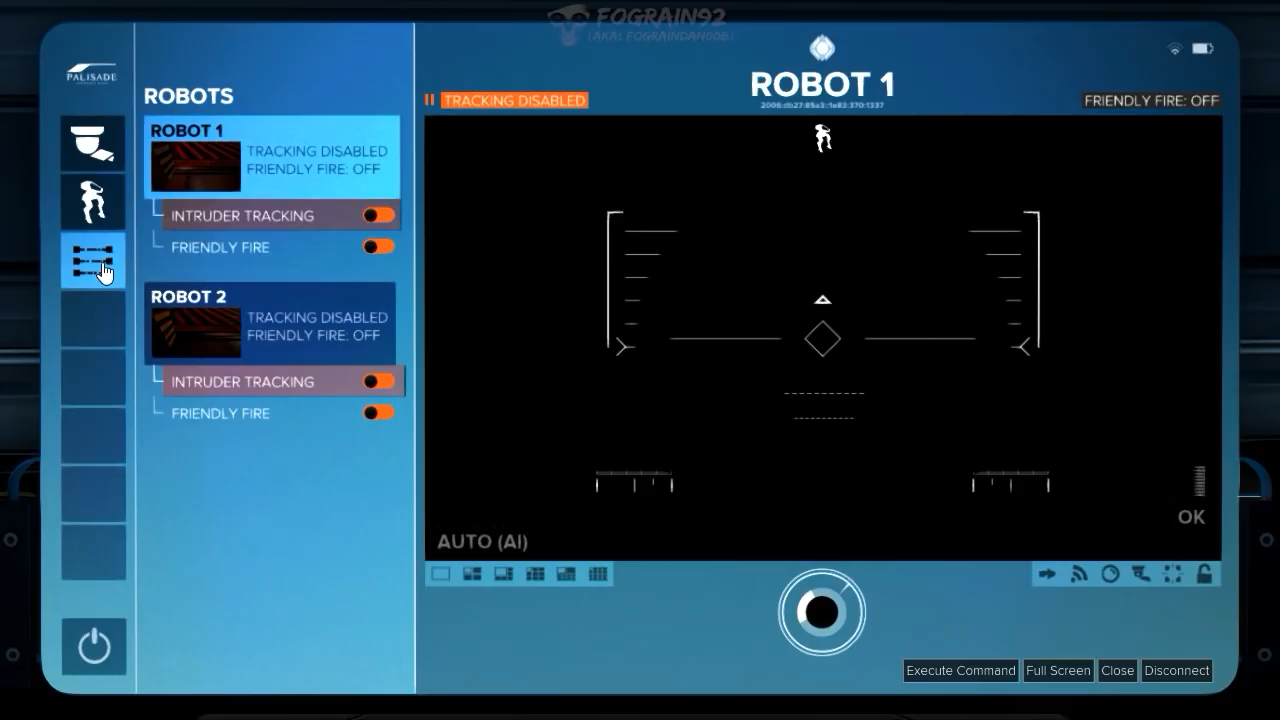 FOGRAIN92
(AKA: FOGRAINDAN00B)
PALISADE
ROBOTS
ROBOT 1
TRACKING DISABLED
FRIENDLY FIRE: OFF
INTRUDER TRACKING
FRIENDLY FIRE
ROBOT 2
TRACKING DISABLED
FRIENDLY FIRE: OFF
INTRUDER TRACKING
FRIENDLY FIRE
TRACKING DISABLED
ROBOT 1
FRIENDLY FIRE: OFF
OK
AUTO (AI)
Execute Command
Full Screen
Close
Disconnect